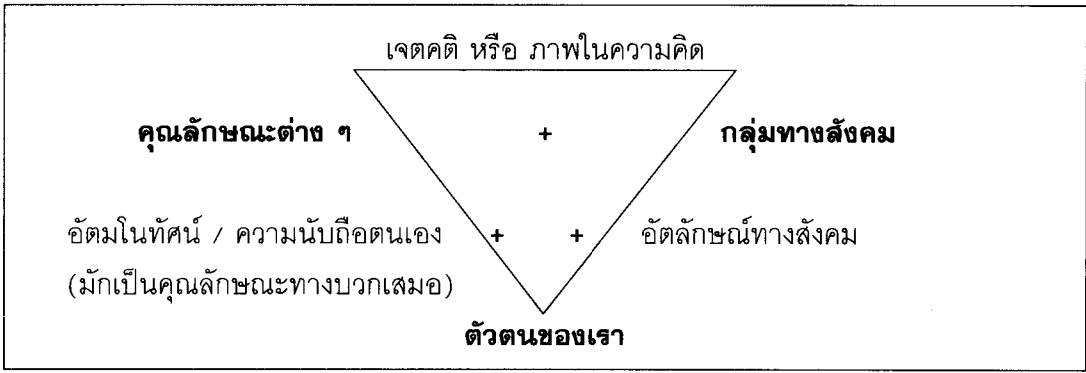 เจตคติ หรือ ภาพในความคิด
คุณลักษณะต่าง ๆ + กลุ่มทางสังคม
อัตมโนทัศน์ / ความนับถือตนเอง + + อัตลักษณ์ทางสังคม
(มักเป็นคุณลักษณะทางบวกเสมอ)
ตัวตนของเรา